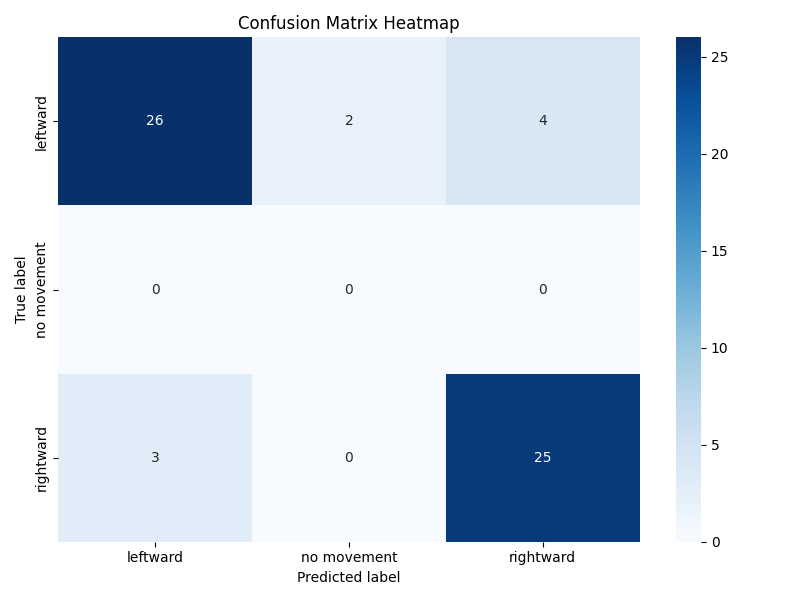 Confusion Matrix Heatmap
True label
leftward
26 2 4
no movement
0 0 0
rightward
3 0 25
leftward no movement rightward
Predicted label
25
20
15
10
5
0